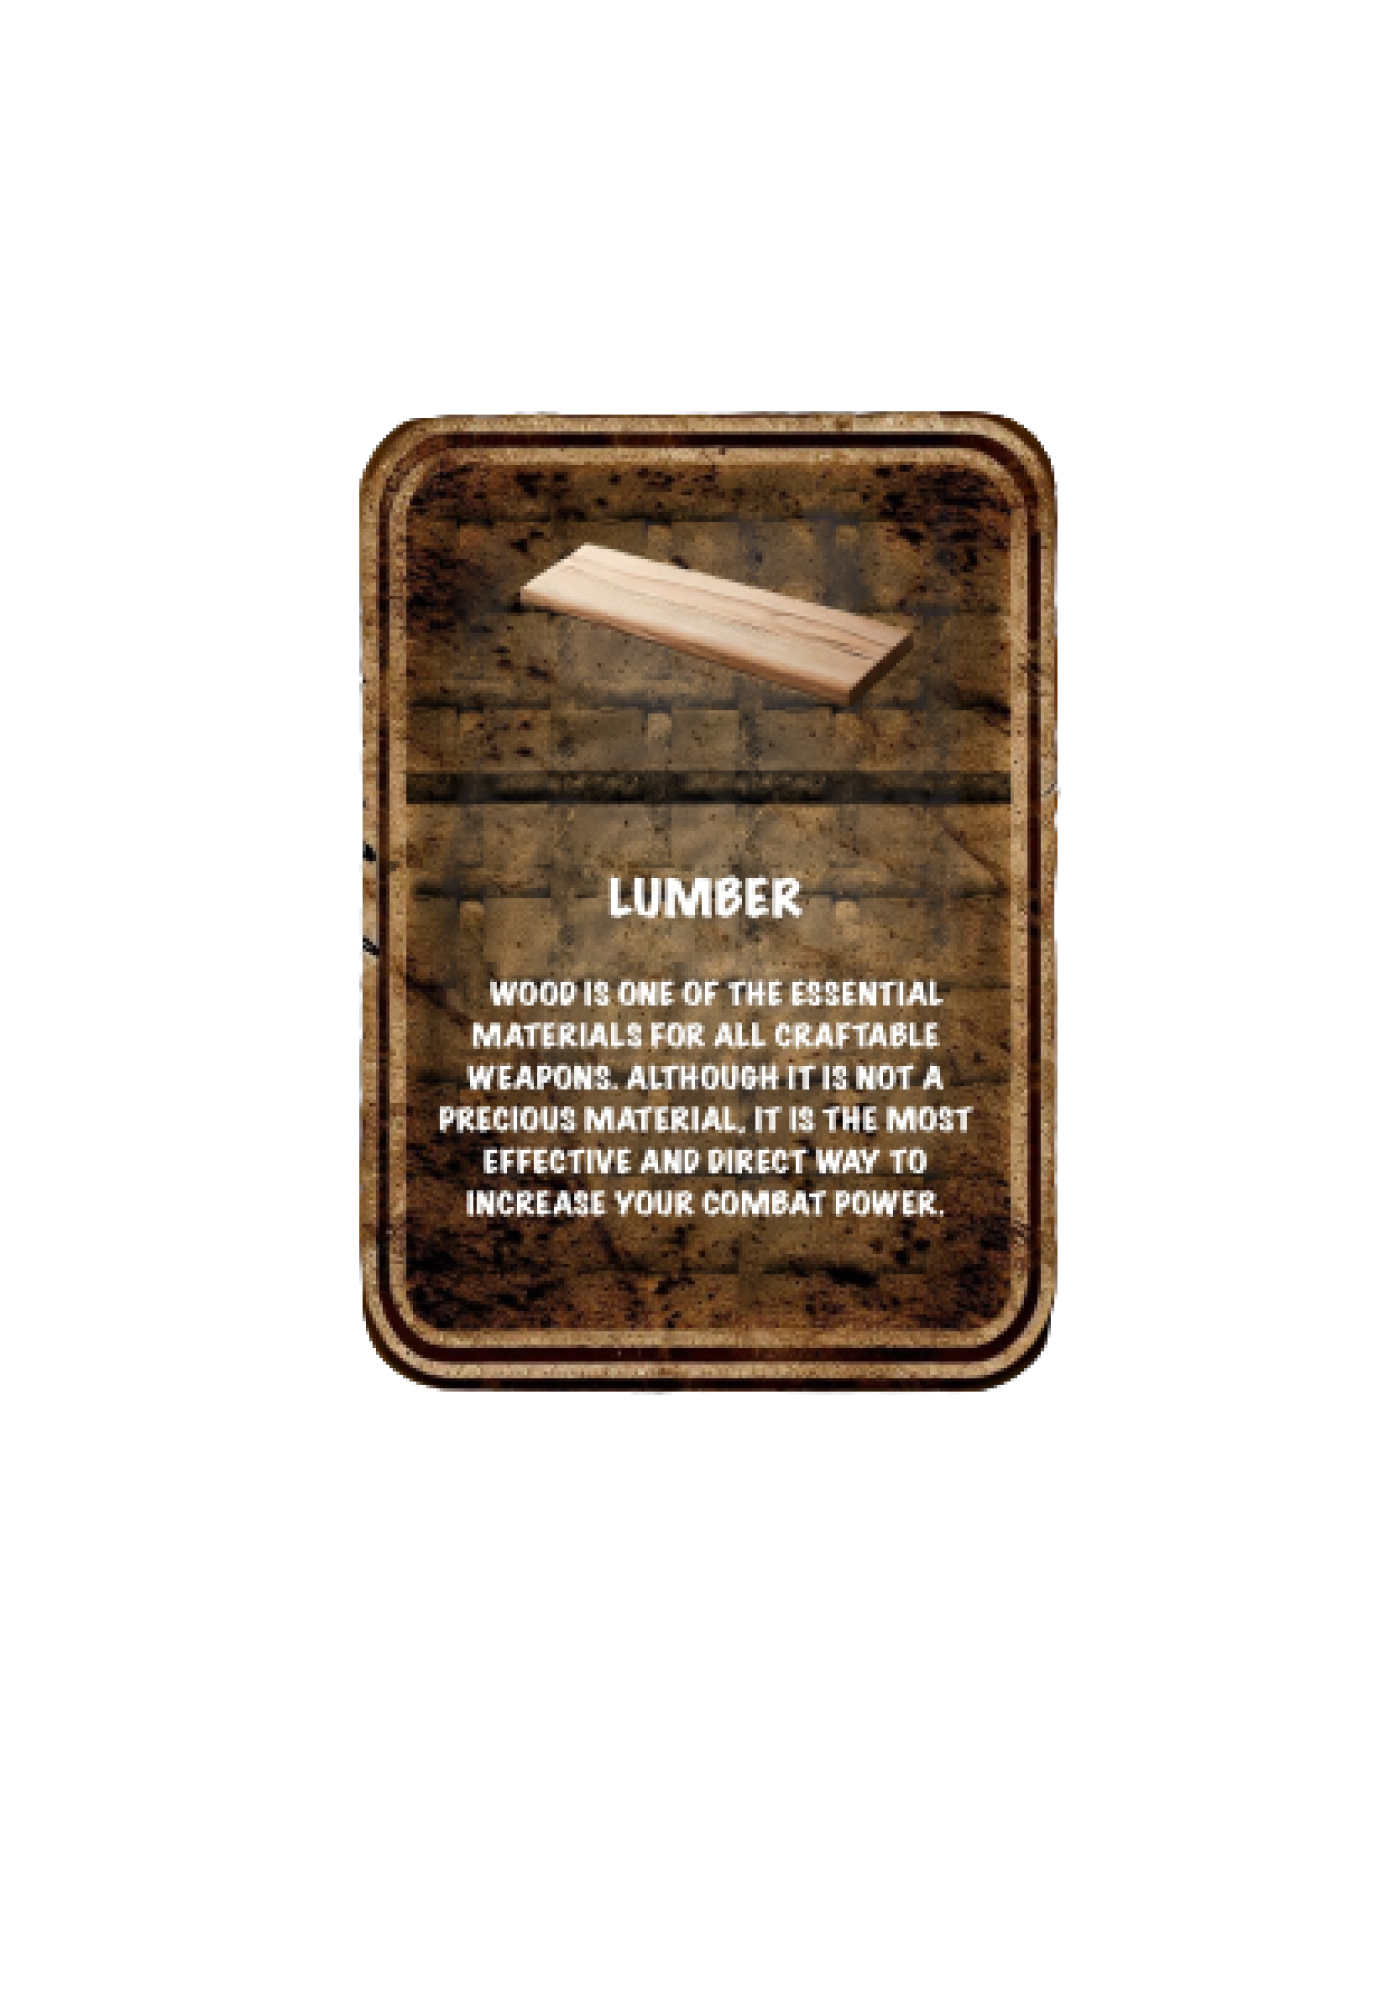 LUMBER
WOOD IS ONE OF THE ESSENTIAL
MATERIALS FOR ALL CRAFTABLE
WEAPONS. ALTHOUGH IT IS NOT A
PRECIOUS MATERIAL, IT IS THE MOST
EFFECTIVE AND DIRECT WAY TO
INCREASE YOUR COMBAT POWER.